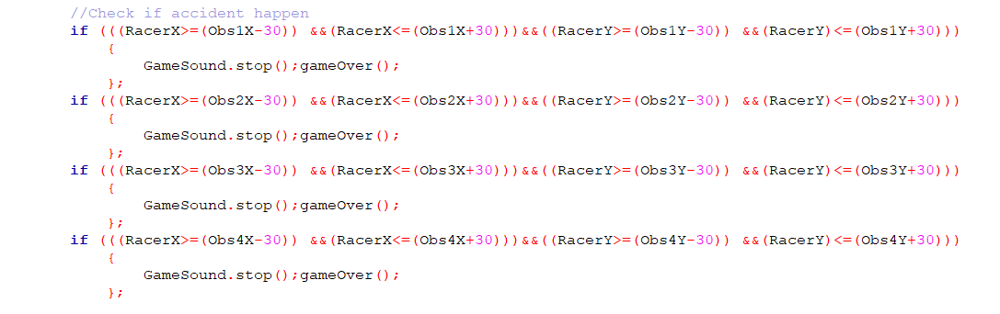 //Check if accident happen
if (((RacerX>=(Obs1X-30)) &&(RacerX<=(Obs1X+30)))&&((RacerY>=(Obs1Y-30)) &&(RacerY)<=(Obs1Y+30)))
{
GameSound.stop();gameOver();
};
if (((RacerX>=(Obs2X-30)) &&(RacerX<=(Obs2X+30)))&&((RacerY>=(Obs2Y-30)) &&(RacerY)<=(Obs2Y+30)))
{
GameSound.stop();gameOver();
};
if (((RacerX>=(Obs3X-30)) &&(RacerX<=(Obs3X+30)))&&((RacerY>=(Obs3Y-30)) &&(RacerY)<=(Obs3Y+30)))
{
GameSound.stop();gameOver();
};
if (((RacerX>=(Obs4X-30)) &&(RacerX<=(Obs4X+30)))&&((RacerY>=(Obs4Y-30)) &&(RacerY)<=(Obs4Y+30)))
{
GameSound.stop();gameOver();
};